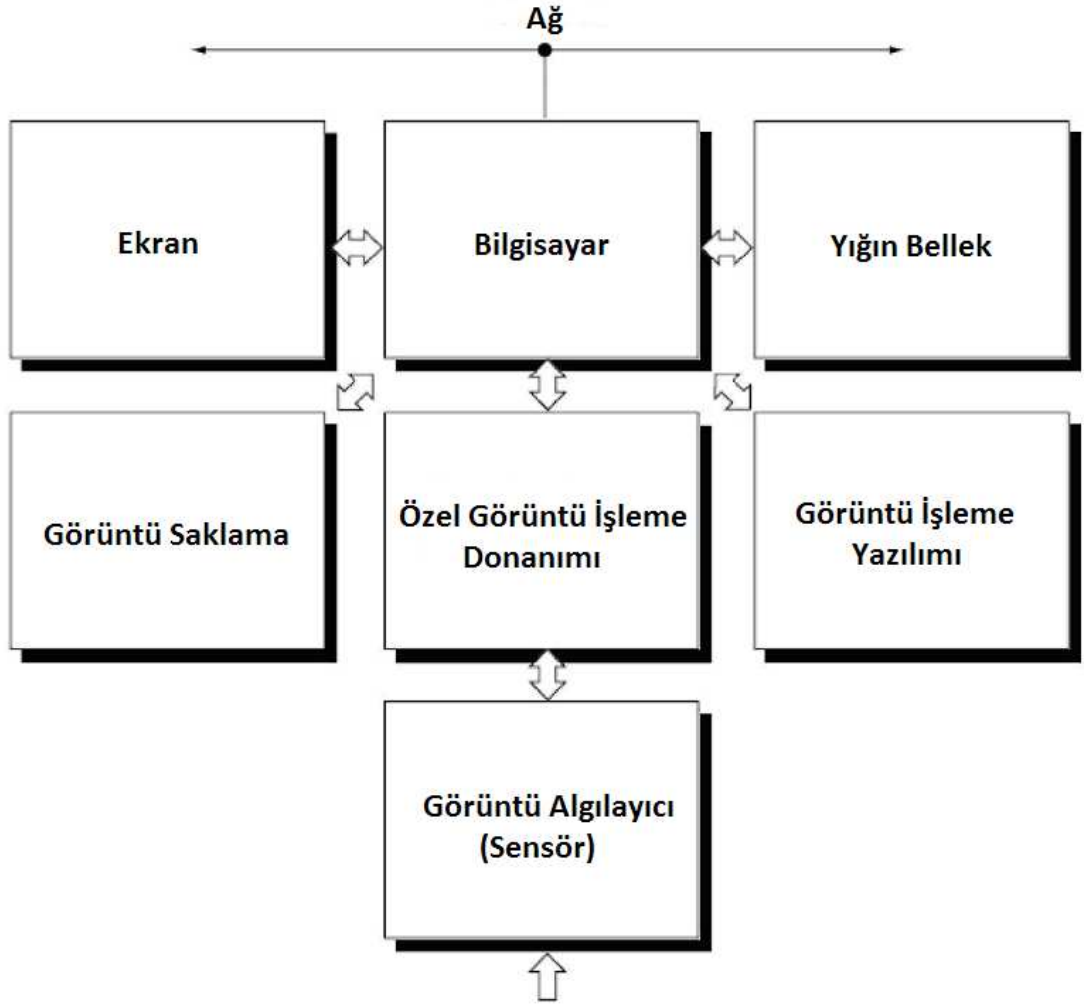 Ağ
Ekran
Bilgisayar
Yığın Bellek
Görüntü Saklama
Özel Görüntü İşleme
Donanımı
Görüntü İşleme
Yazılımı
Görüntü Algılayıcı
(Sensör)